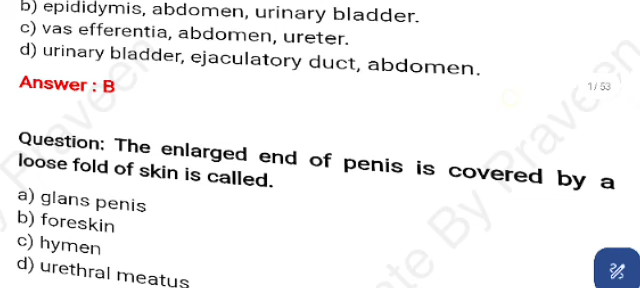 b) epididymis, abdomen, urinary bladder.
c) vas efferentia, abdomen, ureter.
d) urinary bladder, ejaculatory duct, abdomen.
Answer : B
1 / 53
Question: The enlarged end of penis is covered by a
loose fold of skin is called.
a) glans penis
b) foreskin
c) hymen
d) urethral meatus